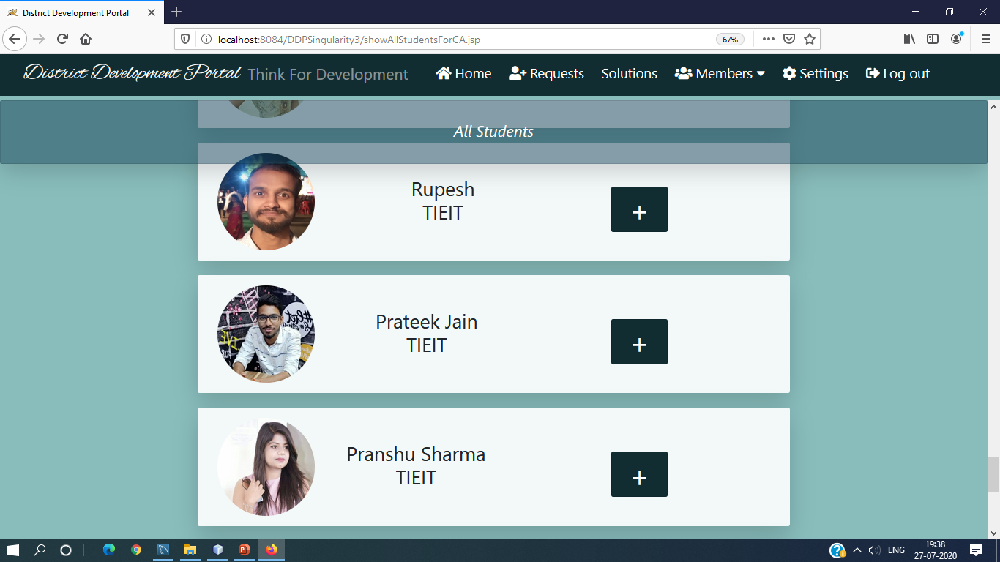 District Development Portal
localhost:8084/DDPSingularity3/showAllStudentsForCA.jsp 67%
District Development Portal Think For Development Home Requests Solutions Members Settings Log out
All Students
Rupesh
TIEIT
+
Prateek Jain
TIEIT
+
Pranshu Sharma
TIEIT
+
ENG
19:38
27-07-2020